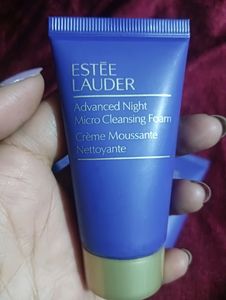 ESTĒE
LAUDER
Advanced Night
Micro Cleansing Foam
Crème Moussante
Nettoyante